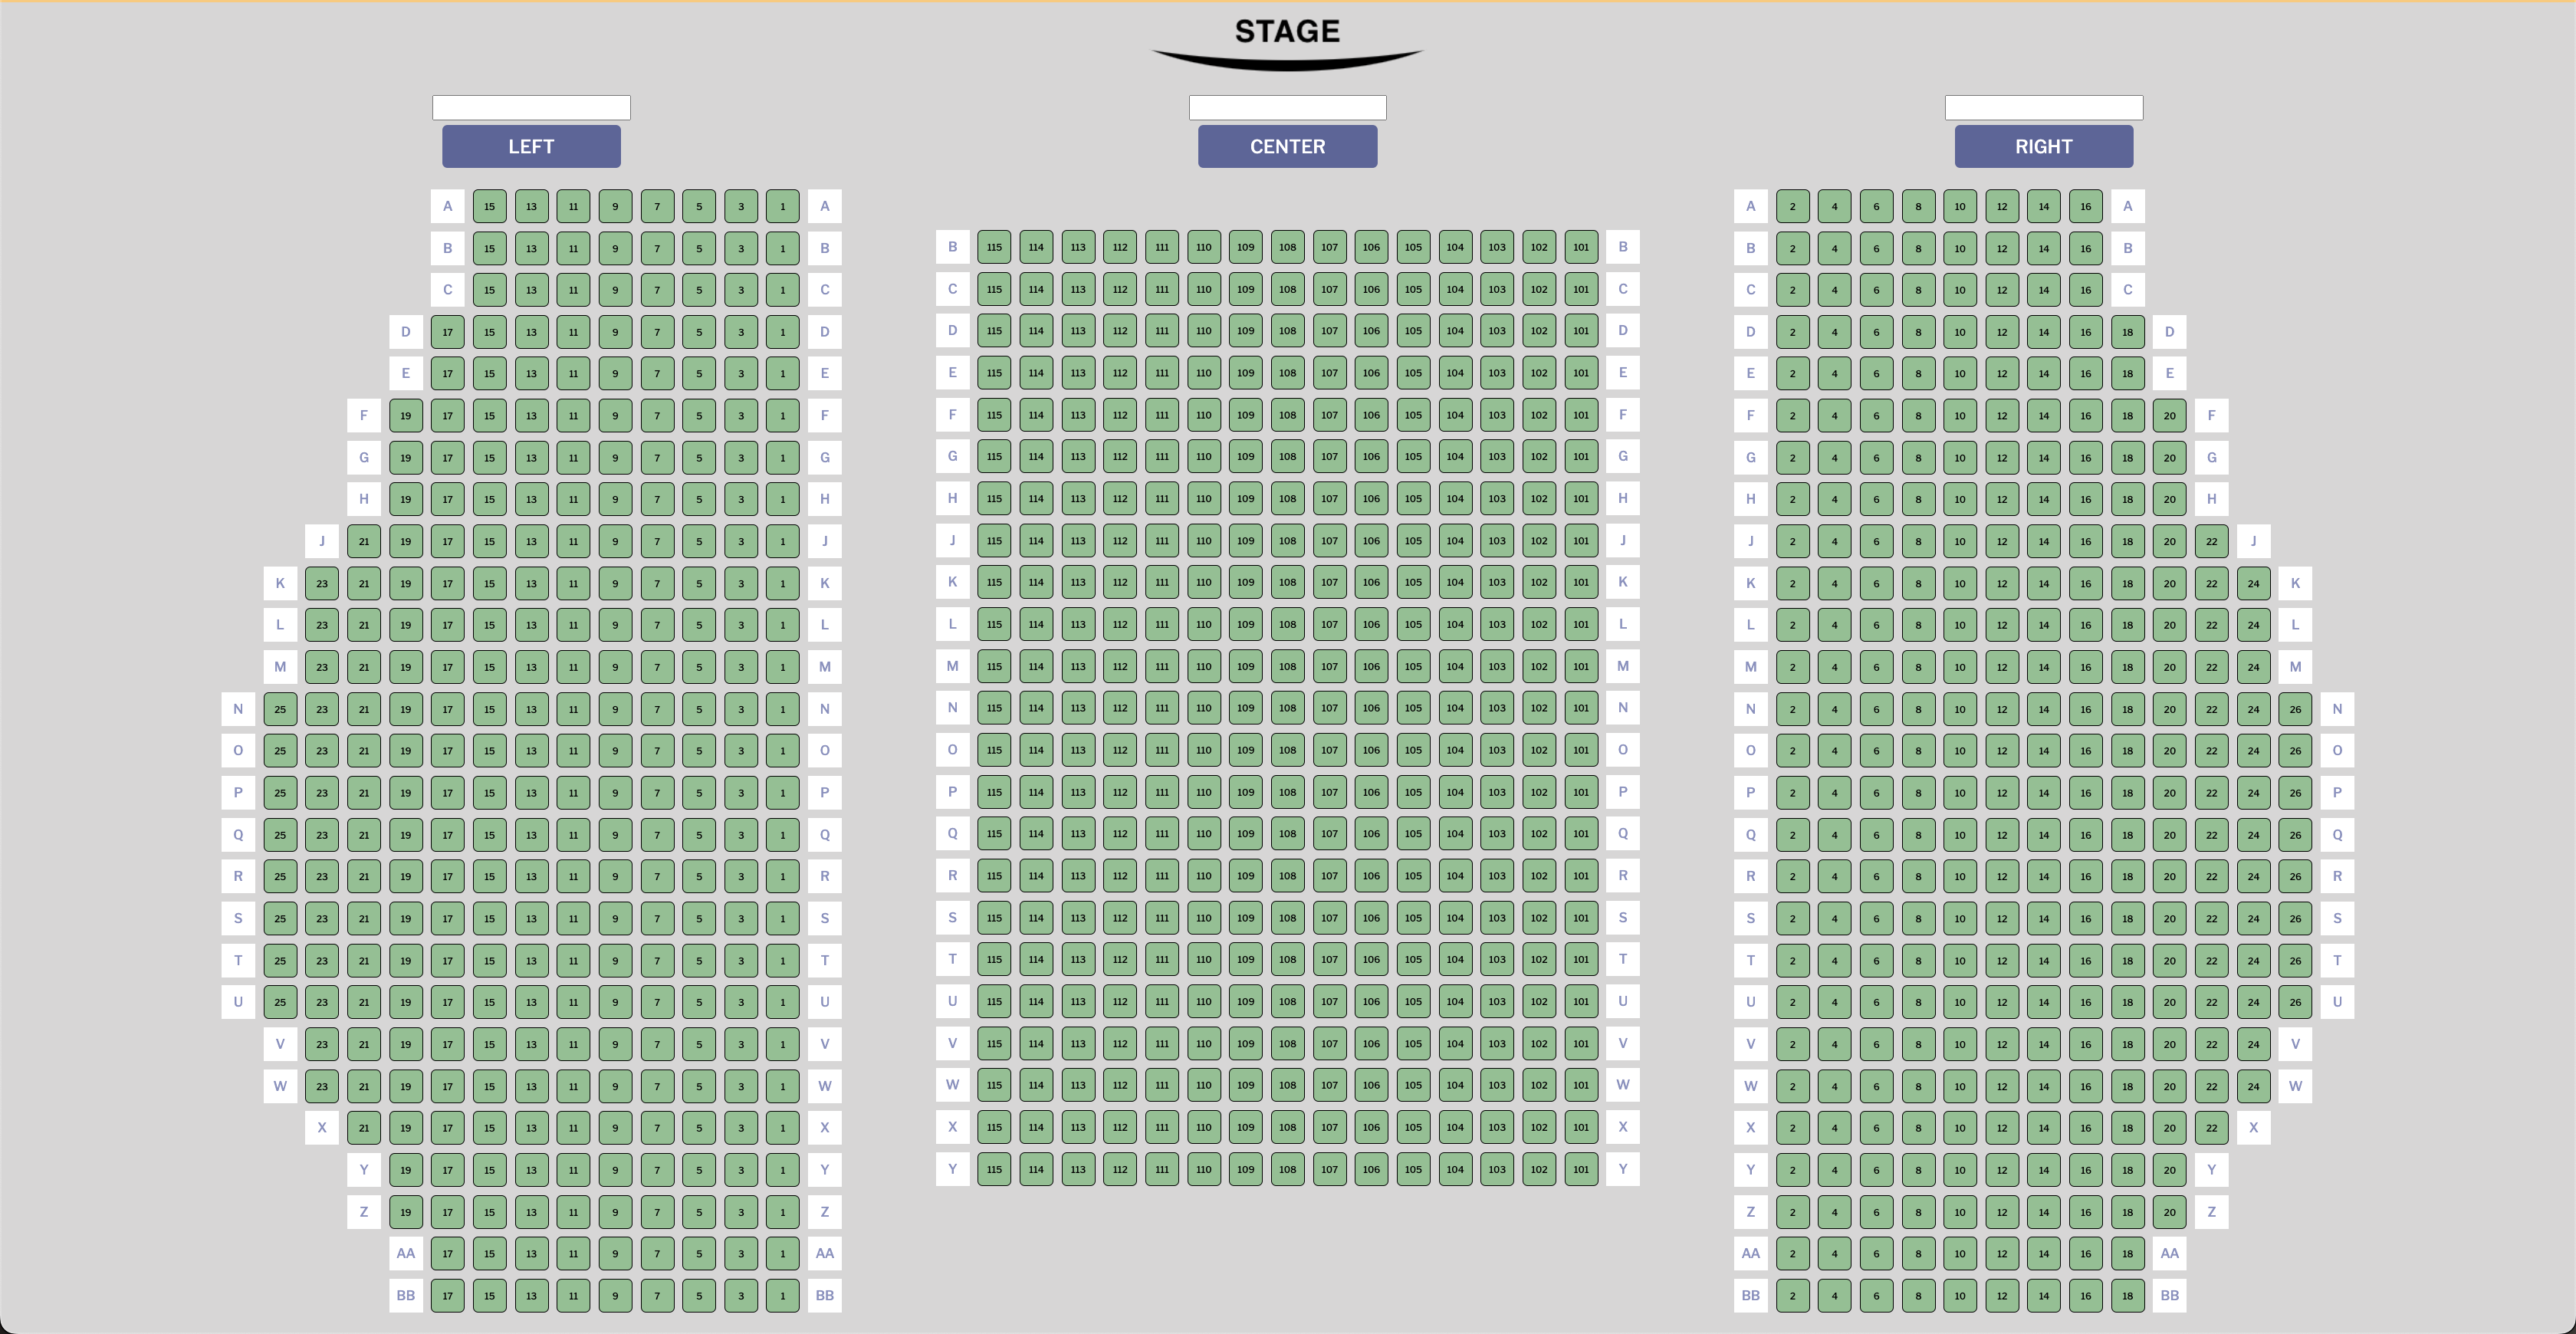 STAGE
LEFT CENTER RIGHT
A 15 13 11 9 7 5 3 1 A A 2 4 6 8 10 12 14 16 A
B 15 13 11 9 7 5 3 1 B B 115 114 113 112 111 110 109 108 107 106 105 104 103 102 101 B B 2 4 6 8 10 12 14 16 B
C 15 13 11 9 7 5 3 1 C C 115 114 113 112 111 110 109 108 107 106 105 104 103 102 101 C C 2 4 6 8 10 12 14 16 C
D 17 15 13 11 9 7 5 3 1 D D 115 114 113 112 111 110 109 108 107 106 105 104 103 102 101 D D 2 4 6 8 10 12 14 16 18 D
E 17 15 13 11 9 7 5 3 1 E E 115 114 113 112 111 110 109 108 107 106 105 104 103 102 101 E E 2 4 6 8 10 12 14 16 18 E
F 19 17 15 13 11 9 7 5 3 1 F F 115 114 113 112 111 110 109 108 107 106 105 104 103 102 101 F F 2 4 6 8 10 12 14 16 18 20 F
G 19 17 15 13 11 9 7 5 3 1 G G 115 114 113 112 111 110 109 108 107 106 105 104 103 102 101 G G 2 4 6 8 10 12 14 16 18 20 G
H 19 17 15 13 11 9 7 5 3 1 H H 115 114 113 112 111 110 109 108 107 106 105 104 103 102 101 H H 2 4 6 8 10 12 14 16 18 20 H
J 21 19 17 15 13 11 9 7 5 3 1 J J 115 114 113 112 111 110 109 108 107 106 105 104 103 102 101 J J 2 4 6 8 10 12 14 16 18 20 22 J
K 23 21 19 17 15 13 11 9 7 5 3 1 K K 115 114 113 112 111 110 109 108 107 106 105 104 103 102 101 K K 2 4 6 8 10 12 14 16 18 20 22 24 K
L 23 21 19 17 15 13 11 9 7 5 3 1 L L 115 114 113 112 111 110 109 108 107 106 105 104 103 102 101 L L 2 4 6 8 10 12 14 16 18 20 22 24 L
M 23 21 19 17 15 13 11 9 7 5 3 1 M M 115 114 113 112 111 110 109 108 107 106 105 104 103 102 101 M M 2 4 6 8 10 12 14 16 18 20 22 24 M
N 25 23 21 19 17 15 13 11 9 7 5 3 1 N N 115 114 113 112 111 110 109 108 107 106 105 104 103 102 101 N N 2 4 6 8 10 12 14 16 18 20 22 24 26 N
O 25 23 21 19 17 15 13 11 9 7 5 3 1 O O 115 114 113 112 111 110 109 108 107 106 105 104 103 102 101 O O 2 4 6 8 10 12 14 16 18 20 22 24 26 O
P 25 23 21 19 17 15 13 11 9 7 5 3 1 P P 115 114 113 112 111 110 109 108 107 106 105 104 103 102 101 P P 2 4 6 8 10 12 14 16 18 20 22 24 26 P
Q 25 23 21 19 17 15 13 11 9 7 5 3 1 Q Q 115 114 113 112 111 110 109 108 107 106 105 104 103 102 101 Q Q 2 4 6 8 10 12 14 16 18 20 22 24 26 Q
R 25 23 21 19 17 15 13 11 9 7 5 3 1 R R 115 114 113 112 111 110 109 108 107 106 105 104 103 102 101 R R 2 4 6 8 10 12 14 16 18 20 22 24 26 R
S 25 23 21 19 17 15 13 11 9 7 5 3 1 S S 115 114 113 112 111 110 109 108 107 106 105 104 103 102 101 S S 2 4 6 8 10 12 14 16 18 20 22 24 26 S
T 25 23 21 19 17 15 13 11 9 7 5 3 1 T T 115 114 113 112 111 110 109 108 107 106 105 104 103 102 101 T T 2 4 6 8 10 12 14 16 18 20 22 24 26 T
U 25 23 21 19 17 15 13 11 9 7 5 3 1 U U 115 114 113 112 111 110 109 108 107 106 105 104 103 102 101 U U 2 4 6 8 10 12 14 16 18 20 22 24 26 U
V 23 21 19 17 15 13 11 9 7 5 3 1 V V 115 114 113 112 111 110 109 108 107 106 105 104 103 102 101 V V 2 4 6 8 10 12 14 16 18 20 22 24 V
W 23 21 19 17 15 13 11 9 7 5 3 1 W W 115 114 113 112 111 110 109 108 107 106 105 104 103 102 101 W W 2 4 6 8 10 12 14 16 18 20 22 24 W
X 21 19 17 15 13 11 9 7 5 3 1 X X 115 114 113 112 111 110 109 108 107 106 105 104 103 102 101 X X 2 4 6 8 10 12 14 16 18 20 22 X
Y 19 17 15 13 11 9 7 5 3 1 Y Y 115 114 113 112 111 110 109 108 107 106 105 104 103 102 101 Y Y 2 4 6 8 10 12 14 16 18 20 Y
Z 19 17 15 13 11 9 7 5 3 1 Z Z 2 4 6 8 10 12 14 16 18 20 Z
AA 17 15 13 11 9 7 5 3 1 AA AA 2 4 6 8 10 12 14 16 18 AA
BB 17 15 13 11 9 7 5 3 1 BB BB 2 4 6 8 10 12 14 16 18 BB